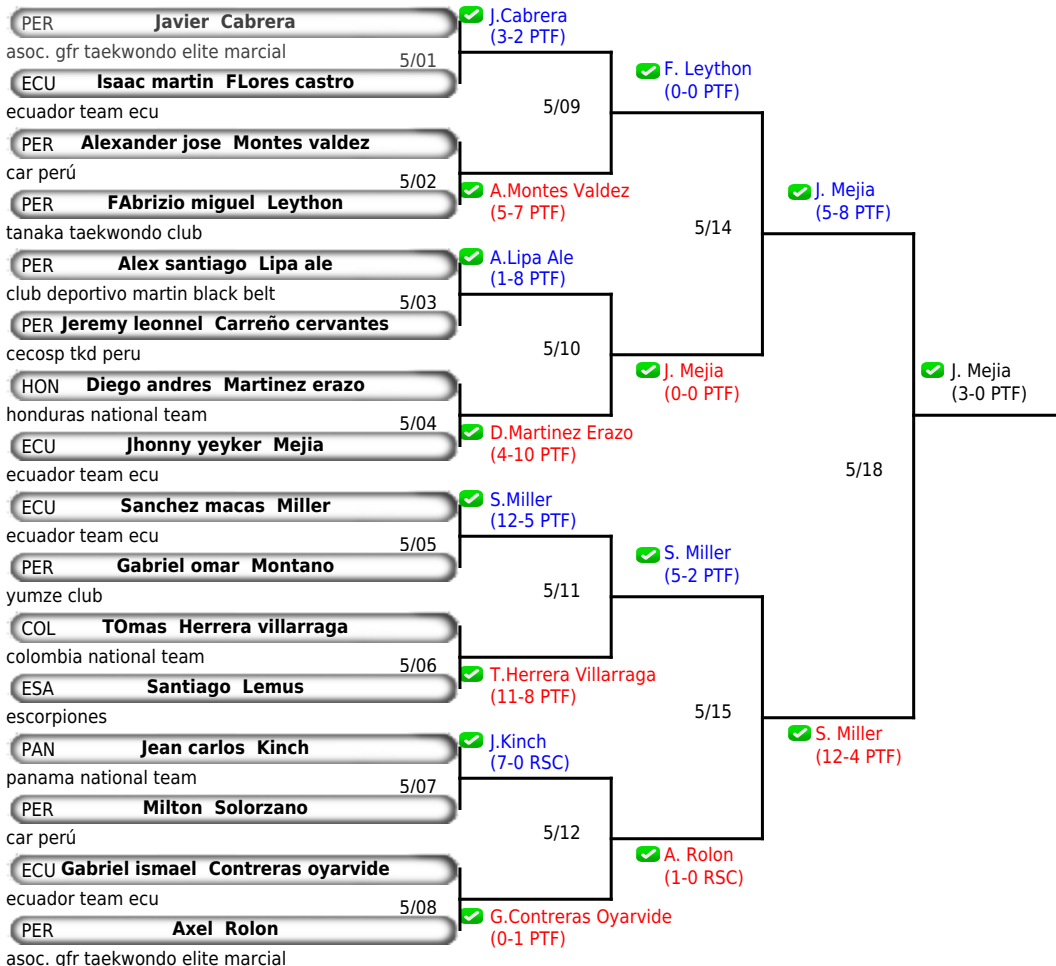 PER Javier Cabrera
asoc. gfr taekwondo elite marcial
5/01
ECU Isaac martin FLores castro
ecuador team ecu
PER Alexander jose Montes valdez
car perú
5/02
PER FAbrizio miguel Leython
tanaka taekwondo club
PER Alex santiago Lipa ale
club deportivo martin black belt
5/03
PER Jeremy leonnel Carreño cervantes
cecosp tkd peru
HON Diego andres Martinez erazo
honduras national team
5/04
ECU Jhonny yeyker Mejia
ecuador team ecu
ECU Sanchez macas Miller
ecuador team ecu
5/05
PER Gabriel omar Montano
yumze club
COL TOmas Herrera villarraga
colombia national team
5/06
ESA Santiago Lemus
escorpiones
PAN Jean carlos Kinch
panama national team
5/07
PER Milton Solorzano
car perú
ECU Gabriel ismael Contreras oyarvide
ecuador team ecu
5/08
PER Axel Rolon
asoc. gfr taekwondo elite marcial
J.Cabrera
(3-2 PTF)
5/09
A.Montes Valdez
(5-7 PTF)
A.Lipa Ale
(1-8 PTF)
5/10
D.Martinez Erazo
(4-10 PTF)
S.Miller
(12-5 PTF)
5/11
T.Herrera Villarraga
(11-8 PTF)
J.Kinch
(7-0 RSC)
5/12
G.Contreras Oyarvide
(0-1 PTF)
F. Leython
(0-0 PTF)
5/14
J. Mejia
(0-0 PTF)
S. Miller
(5-2 PTF)
5/15
A. Rolon
(1-0 RSC)
J. Mejia
(5-8 PTF)
5/18
S. Miller
(12-4 PTF)
J. Mejia
(3-0 PTF)